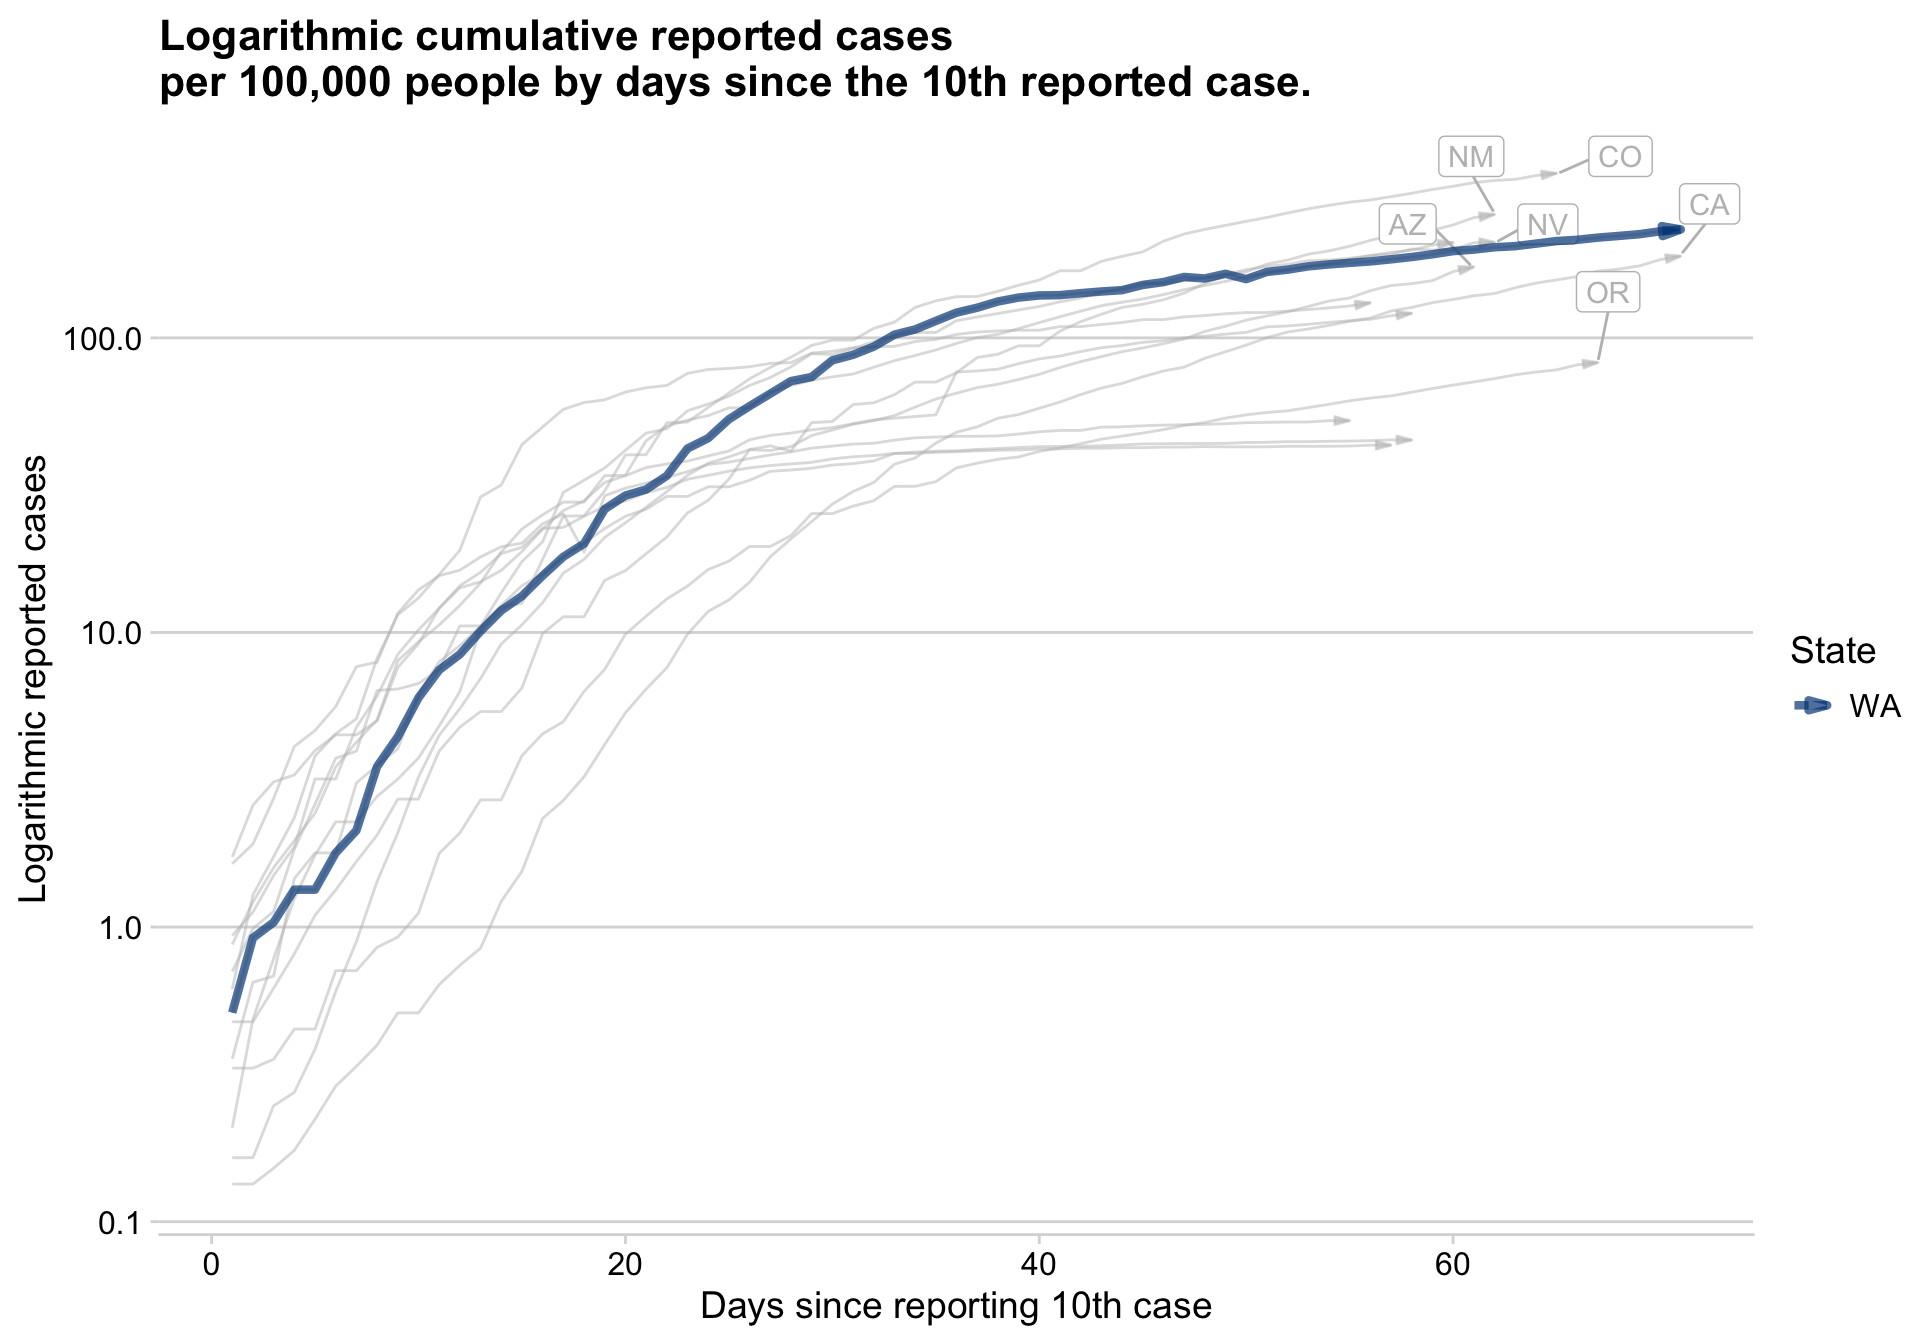 Logarithmic cumulative reported cases
per 100,000 people by days since the 10th reported case.
NM
CO
CA
AZ
NV
OR
100.0
10.0
1.0
0.1
Logarithmic reported cases
State
WA
0
20
40
60
Days since reporting 10th case